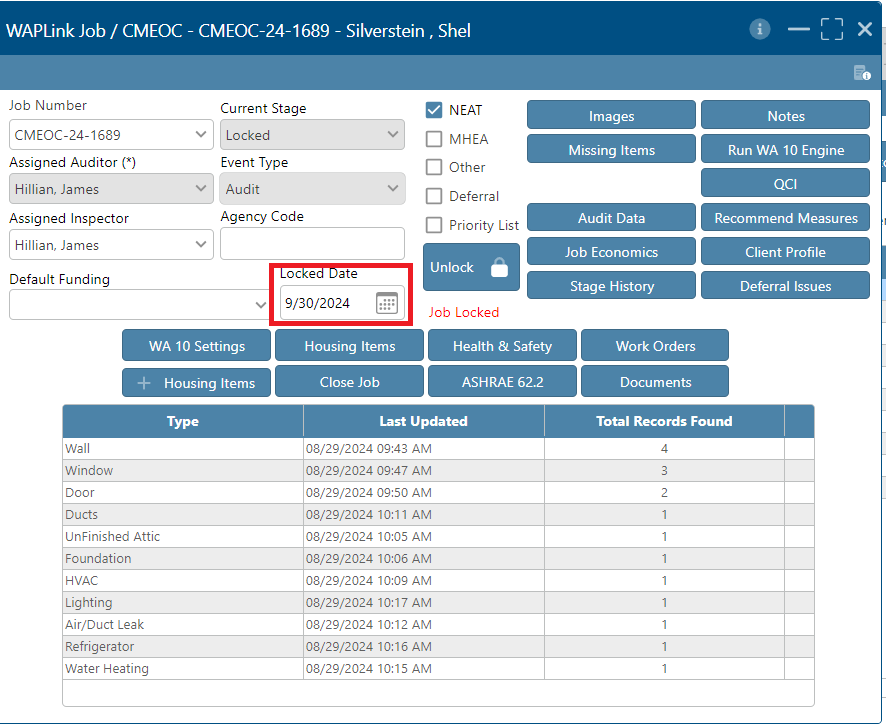 WAPLink Job / CMEOC - CMEOC-24-1689 - Silverstein , Shel
Job Number
CMEOC-24-1689
Current Stage
Locked
Assigned Auditor (*)
Hillian, James
Event Type
Audit
Assigned Inspector
Hillian, James
Agency Code
Default Funding
Locked Date
9/30/2024
NEAT
MHEA
Other
Deferral
Priority List
Unlock
Job Locked
Images
Notes
Missing Items
Run WA 10 Engine
QCI
Audit Data
Recommend Measures
Job Economics
Client Profile
Stage History
Deferral Issues
WA 10 Settings
Housing Items
Health & Safety
Work Orders
+ Housing Items
Close Job
ASHRAE 62.2
Documents
Type Last Updated Total Records Found
Wall 08/29/2024 09:43 AM 4
Window 08/29/2024 09:47 AM 3
Door 08/29/2024 09:50 AM 2
Ducts 08/29/2024 10:11 AM 1
UnFinished Attic 08/29/2024 10:05 AM 1
Foundation 08/29/2024 10:06 AM 1
HVAC 08/29/2024 10:09 AM 1
Lighting 08/29/2024 10:17 AM 1
Air/Duct Leak 08/29/2024 10:12 AM 1
Refrigerator 08/29/2024 10:16 AM 1
Water Heating 08/29/2024 10:15 AM 1